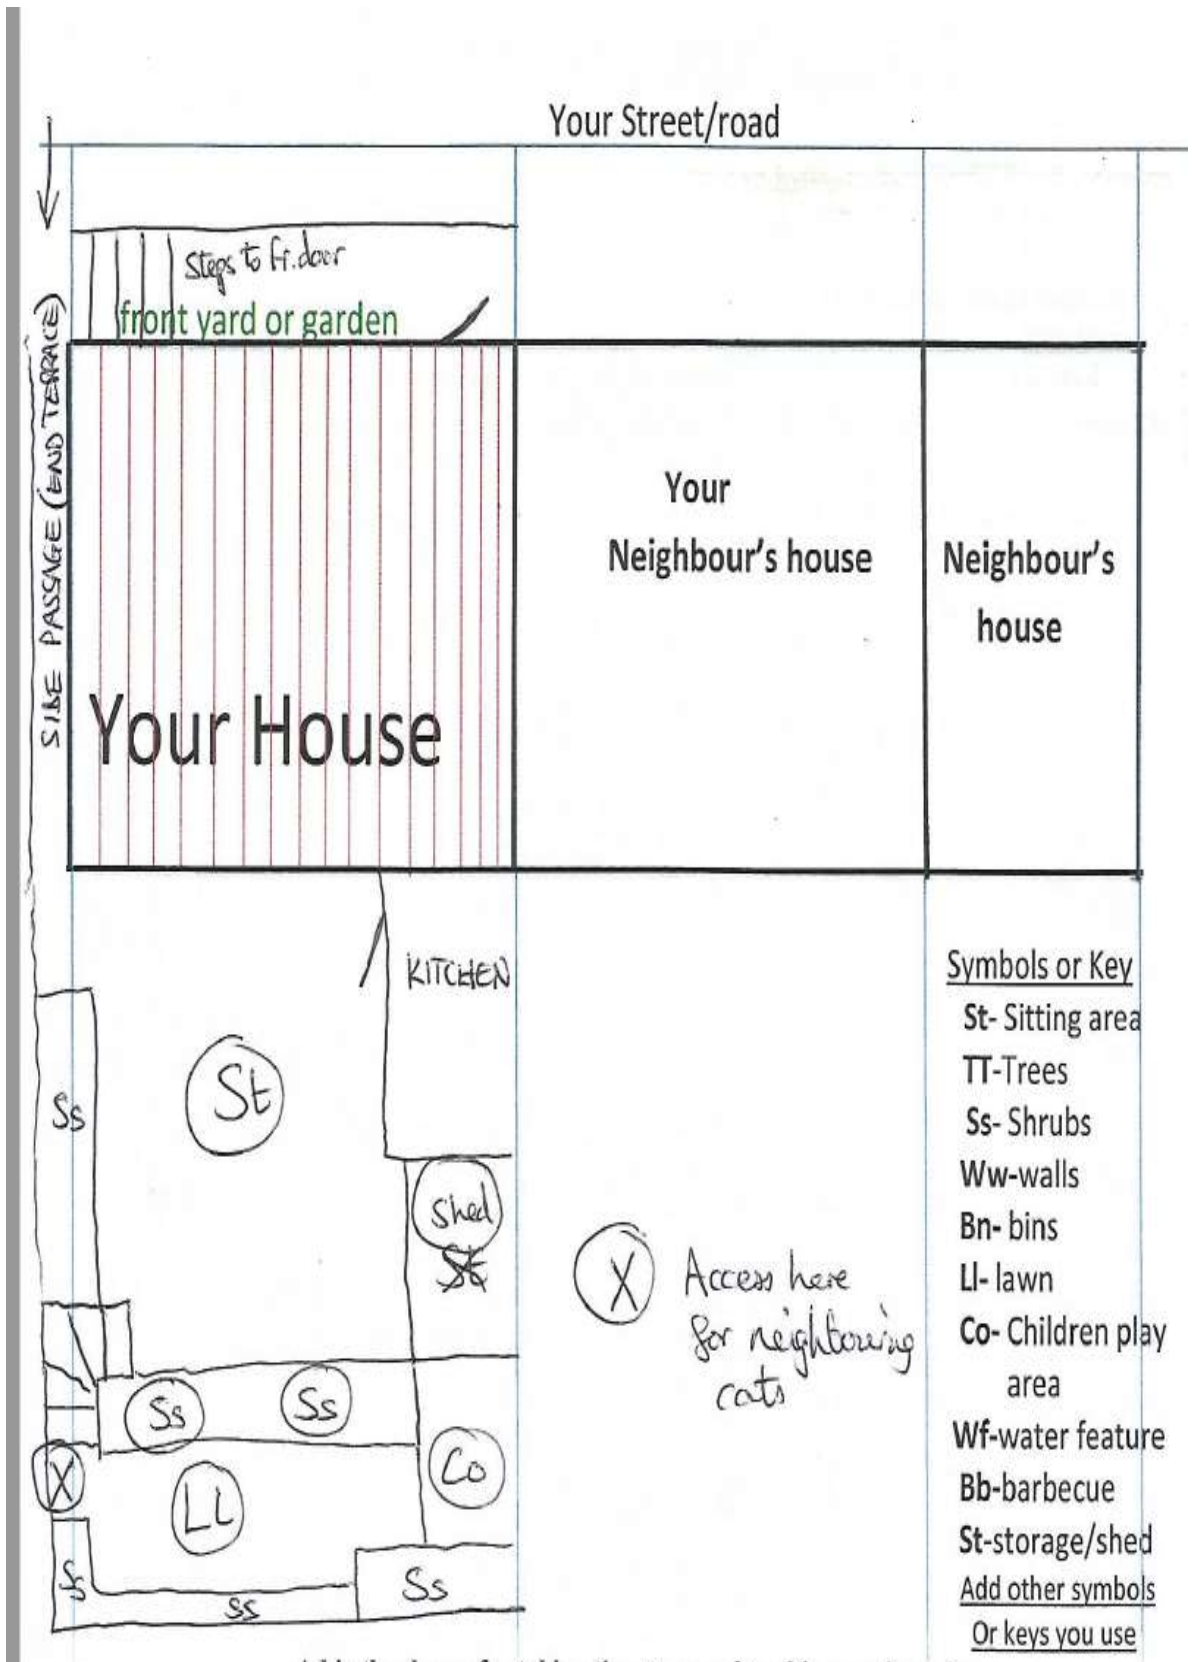 Your Street/road
Steps to fr.door
front yard or garden
SIDE PASSAGE (END TERRACE)
Your
Neighbour's house
Neighbour's
house
Your House
KITCHEN
Symbols or Key
St- Sitting area
TT-Trees
Ss- Shrubs
Ww-walls
Bn- bins
Ll- lawn
Co- Children play
area
Wf-water feature
Bb-barbecue
St-storage/shed
Add other symbols
Or keys you use
Ss
St
Shed
St
X
Access here
for neighbouring
cats
Ss
Ss
Co
X
Ll
Ss
Ss
Ss